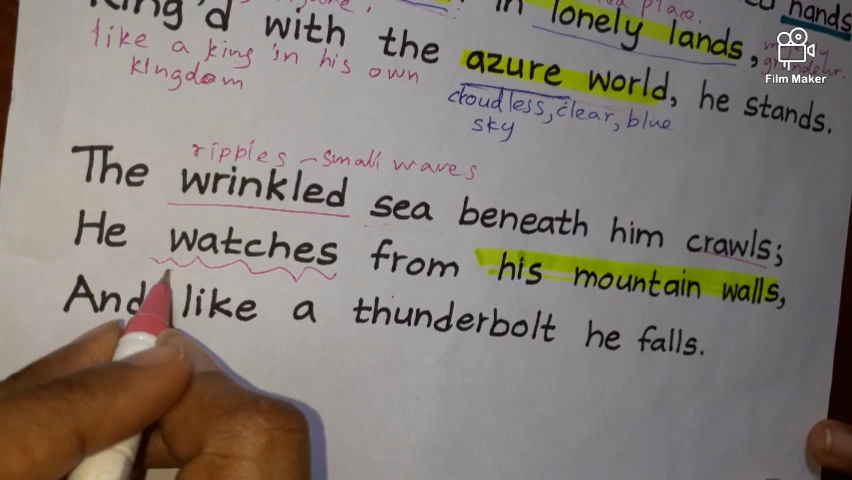 place.
hands
Ring'd with the azure world, he stands.
in lonely lands,
like a king in his own
kingdom
cloudless, clear, blue
sky
Film Maker
ripples - small waves
The wrinkled sea beneath him crawls;
He watches from his mountain walls,
And like a thunderbolt he falls.